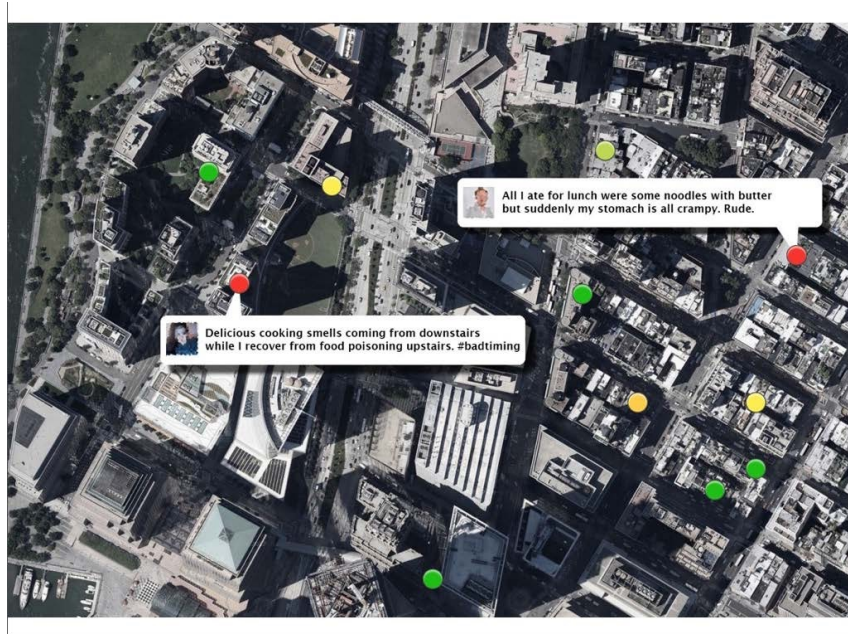 All I ate for lunch were some noodles with butter
but suddenly my stomach is all crampy. Rude.
Delicious cooking smells coming from downstairs
while I recover from food poisoning upstairs. #badtiming